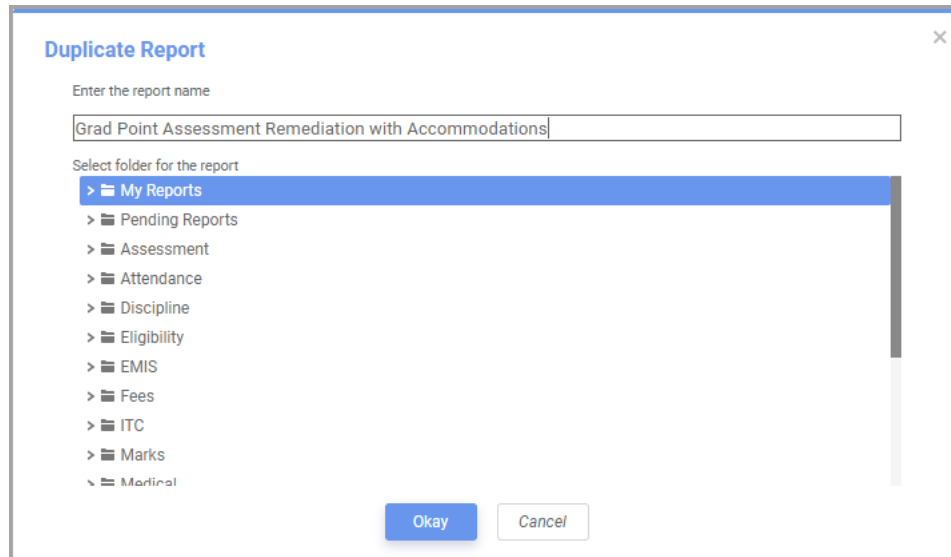 Duplicate Report
Enter the report name
Grad Point Assessment Remediation with Accommodations
Select folder for the report
My Reports
Pending Reports
Assessment
Attendance
Discipline
Eligibility
EMIS
Fees
ITC
Marks
Medical
Okay Cancel